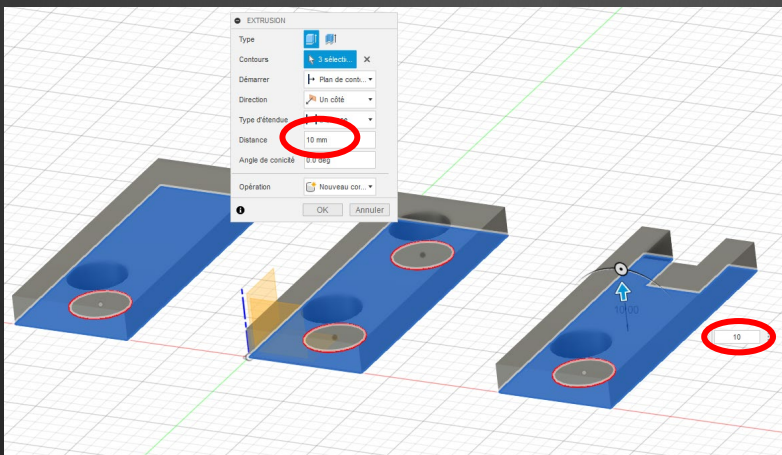 EXTRUSION
Type
Contours 3 sélecti... ×
Démarrer Plan de conti...
Direction Un côté
Type d'étendue
Distance 10 mm
Angle de conicité 0.0 deg
Opération Nouveau cor...
OK Annuler
10.00
10